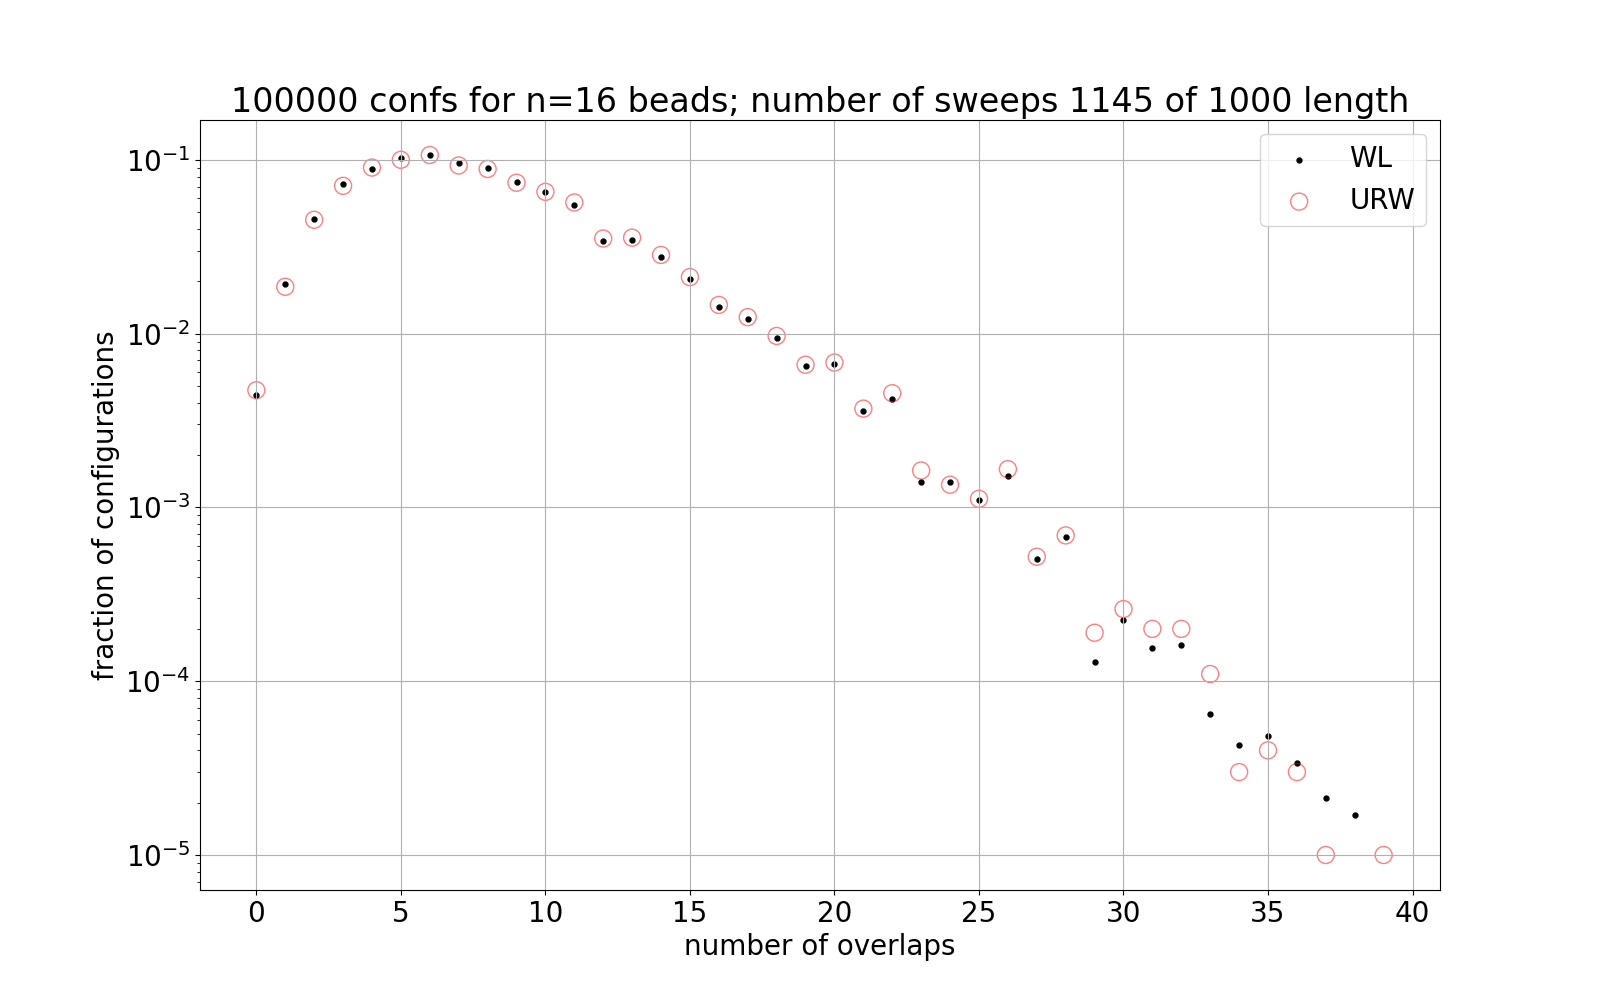 100000 confs for n=16 beads; number of sweeps 1145 of 1000 length
WL
URW
fraction of configurations
10⁻¹
10⁻²
10⁻³
10⁻⁴
10⁻⁵
0 5 10 15 20 25 30 35 40
number of overlaps